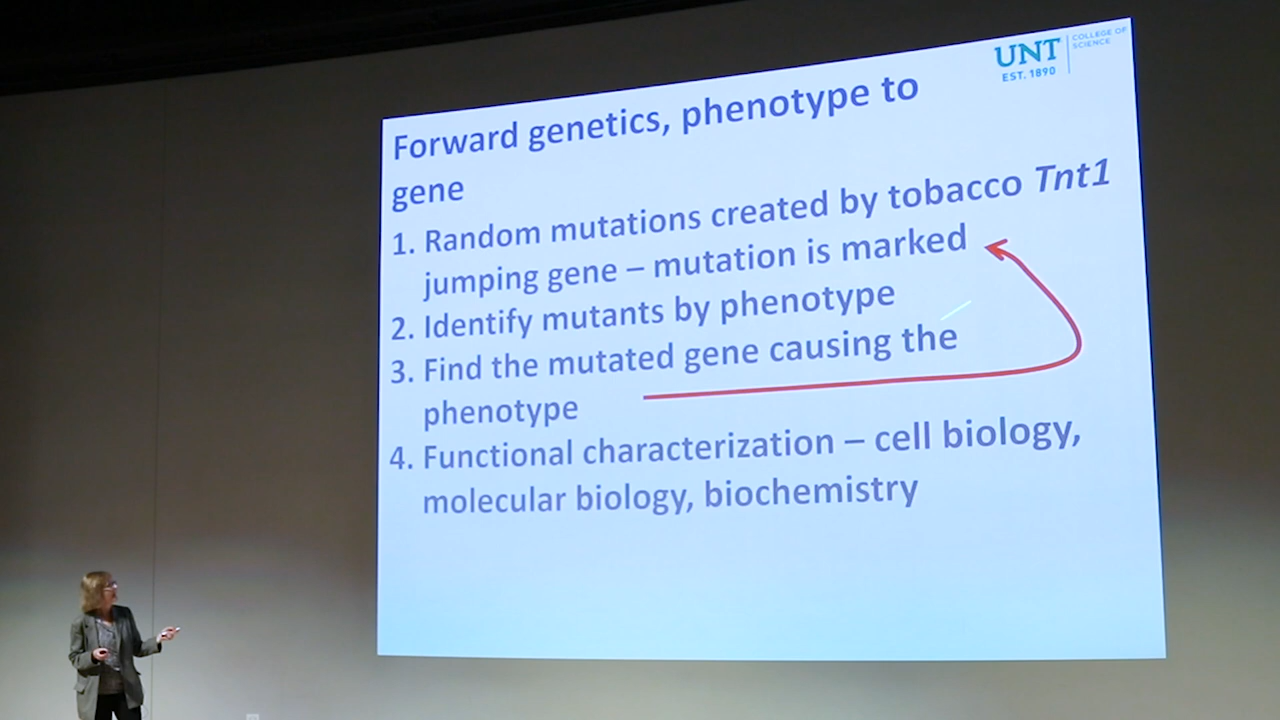 UNT
EST. 1890
COLLEGE OF
SCIENCE
Forward genetics, phenotype to
gene
1. Random mutations created by tobacco Tnt1
jumping gene – mutation is marked
2. Identify mutants by phenotype
3. Find the mutated gene causing the
phenotype
4. Functional characterization – cell biology,
molecular biology, biochemistry